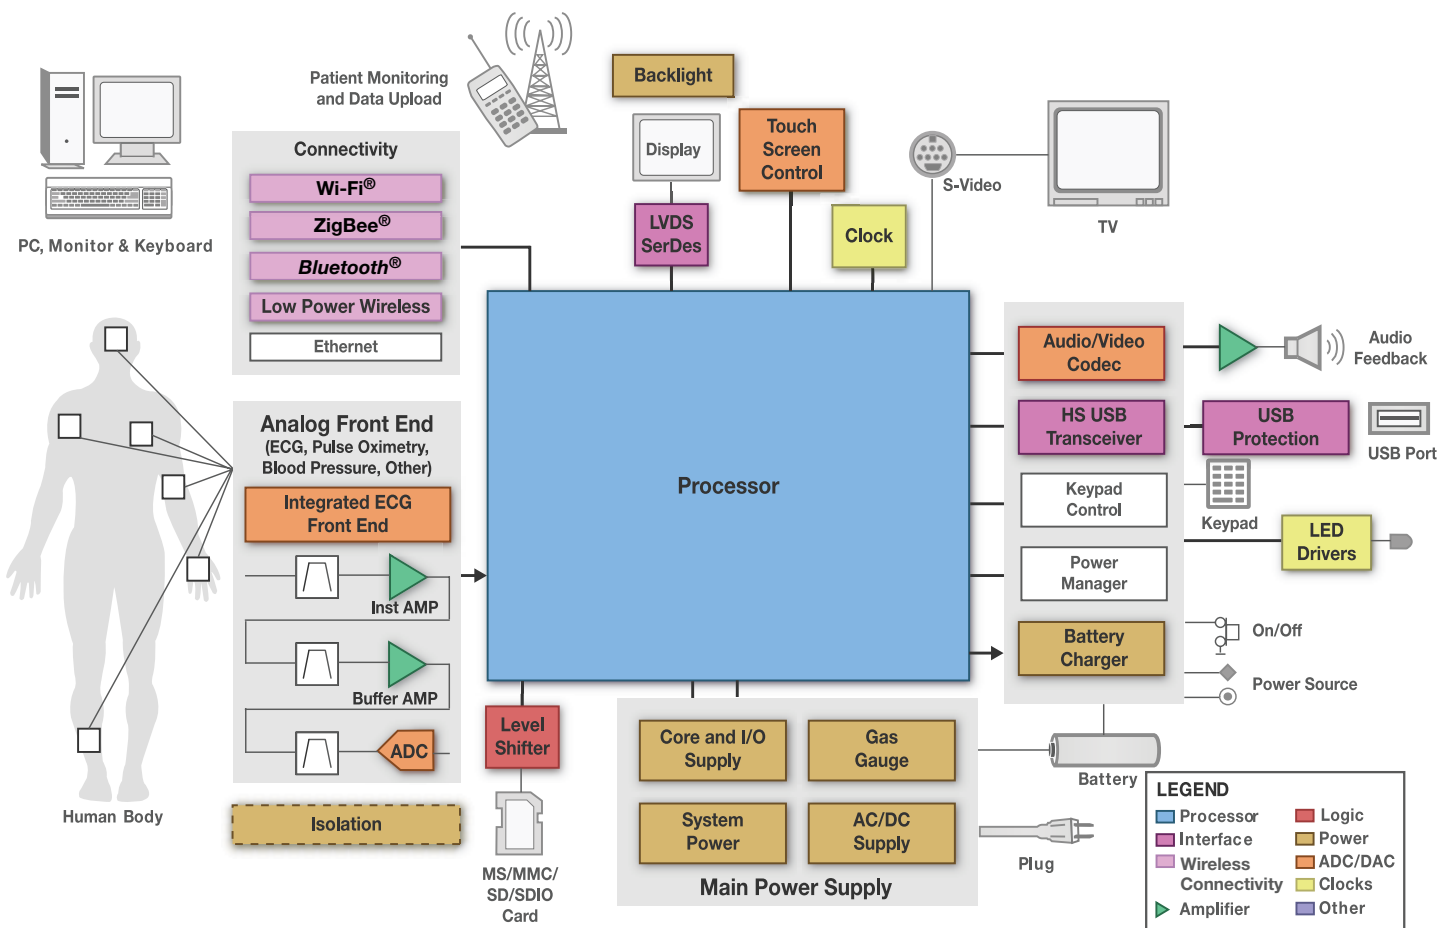 Patient Monitoring
and Data Upload
Backlight
Display
Touch
Screen
Control
LVDS
SerDes
Clock
S-Video
TV
PC, Monitor & Keyboard
Connectivity
Wi-Fi®
ZigBee®
Bluetooth®
Low Power Wireless
Ethernet
Analog Front End
(ECG, Pulse Oximetry,
Blood Pressure, Other)
Integrated ECG
Front End
Inst AMP
Buffer AMP
ADC
Isolation
Human Body
Processor
Level
Shifter
MS/MMC/
SD/SDIO
Card
Audio/Video
Codec
Audio
Feedback
HS USB
Transceiver
USB
Protection
USB Port
Keypad
Control
Keypad
LED
Drivers
Power
Manager
Battery
Charger
On/Off
Power Source
Core and I/O
Supply
Gas
Gauge
System
Power
AC/DC
Supply
Main Power Supply
Battery
Plug
LEGEND
Processor
Interface
Wireless
Connectivity
Amplifier
Logic
Power
ADC/DAC
Clocks
Other